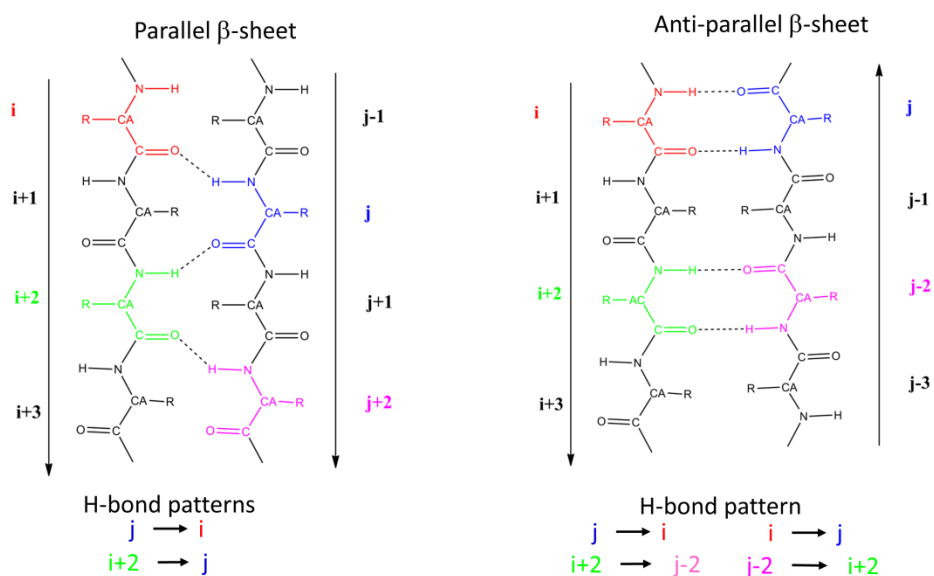 Parallel β-sheet
N H N H
i R CA R CA j-1
C O C O
H N H N
i+1 CA R CA R j
O C O C
N H N H
i+2 R CA R CA j+1
C O C O
H N H N
i+3 CA R CA R j+2
O C O C
H-bond patterns
j → i
i+2 → j
Anti-parallel β-sheet
N H O C
i R CA CA R j
C O H N
H N C O
i+1 CA R R CA j-1
O C N H
N H O C
i+2 R AC CA R j-2
C O H N
H N C O
i+3 CA R R CA j-3
O C N H
H-bond pattern
j → i i → j
i+2 → j-2 j-2 → i+2